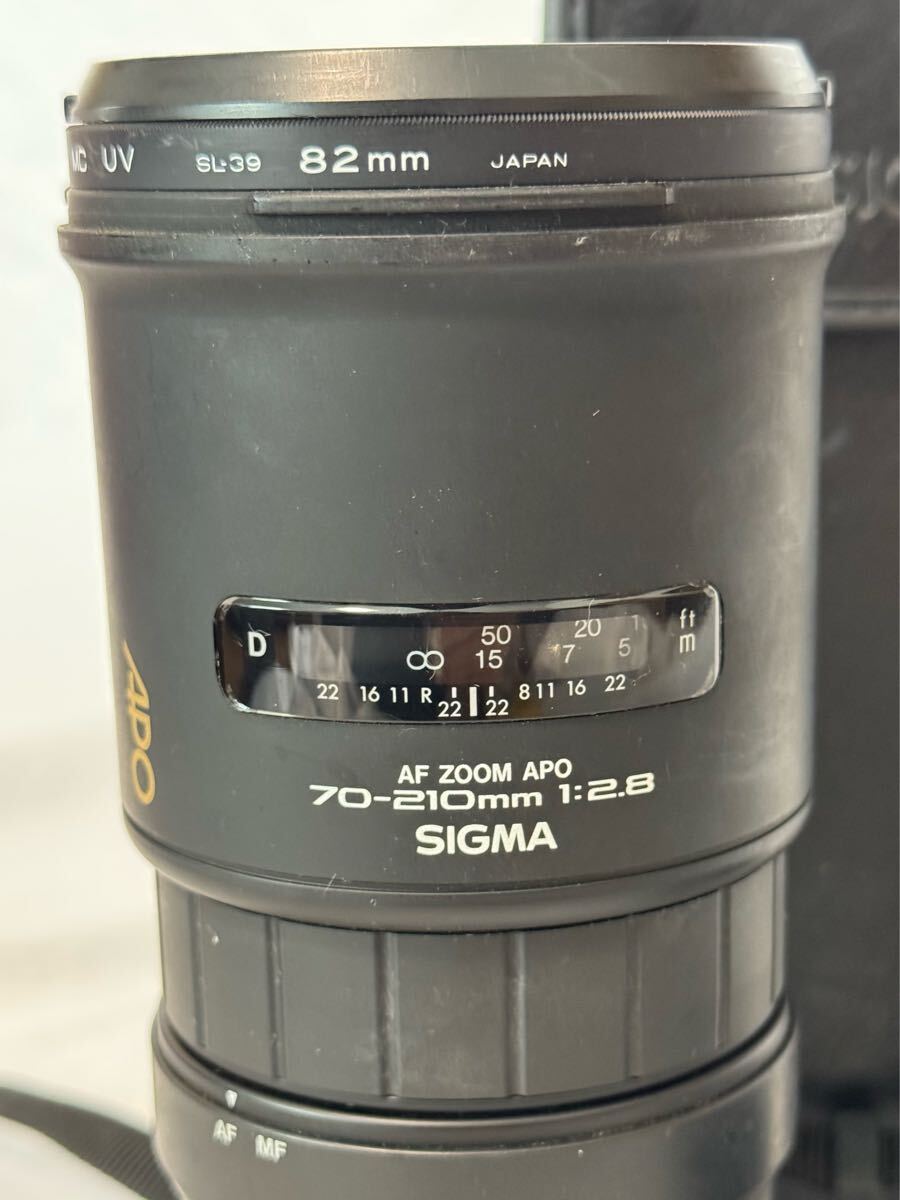 MC UV SL·39 82mm JAPAN
D
50 20 1 ft
∞ 15 7 5 m
22 16 11 R 8 11 16 22
22 22
APO
AF ZOOM APO
70-210mm 1:2.8
SIGMA
AF MF